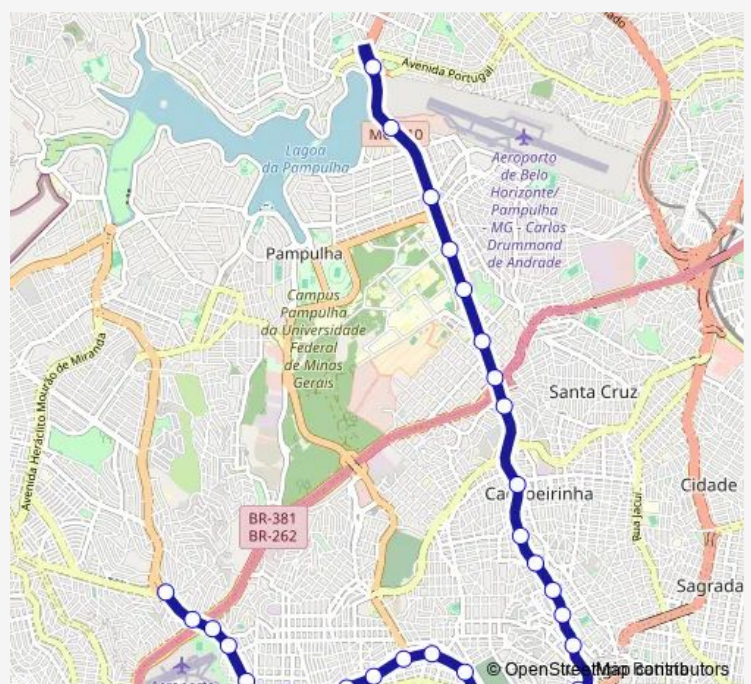 Avenida Portugal
Lagoa
da Pampulha
Aeroporto
de Belo
Horizonte/
Pampulha
- MG - Carlos
Drummond
de Andrade
Pampulha
Campus
Pampulha
da Universidade
Federal
de Minas
Gerais
Avenida Heráclito Mourão de Miranda
Santa Cruz
Cidade
Rua Jacuí
BR-381
BR-262
Sagrada
© OpenStreetMap contributors